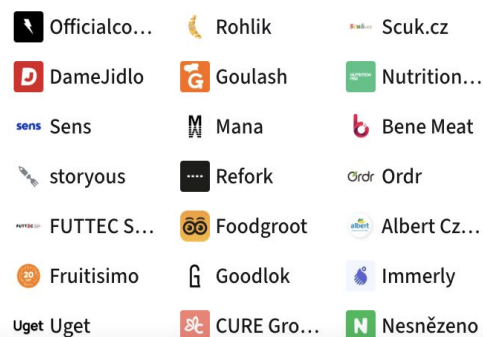 Officialco... Rohlik Scuk.cz
DameJidlo Goulash Nutrition...
sens Sens Mana Bene Meat
storyous Refork Ordr Ordr
FUTTEC S... Foodgroot albert Albert Cz...
20 Fruitisimo Goodlok Immerly
Uget Uget CURE Gro... N Nesnězeno